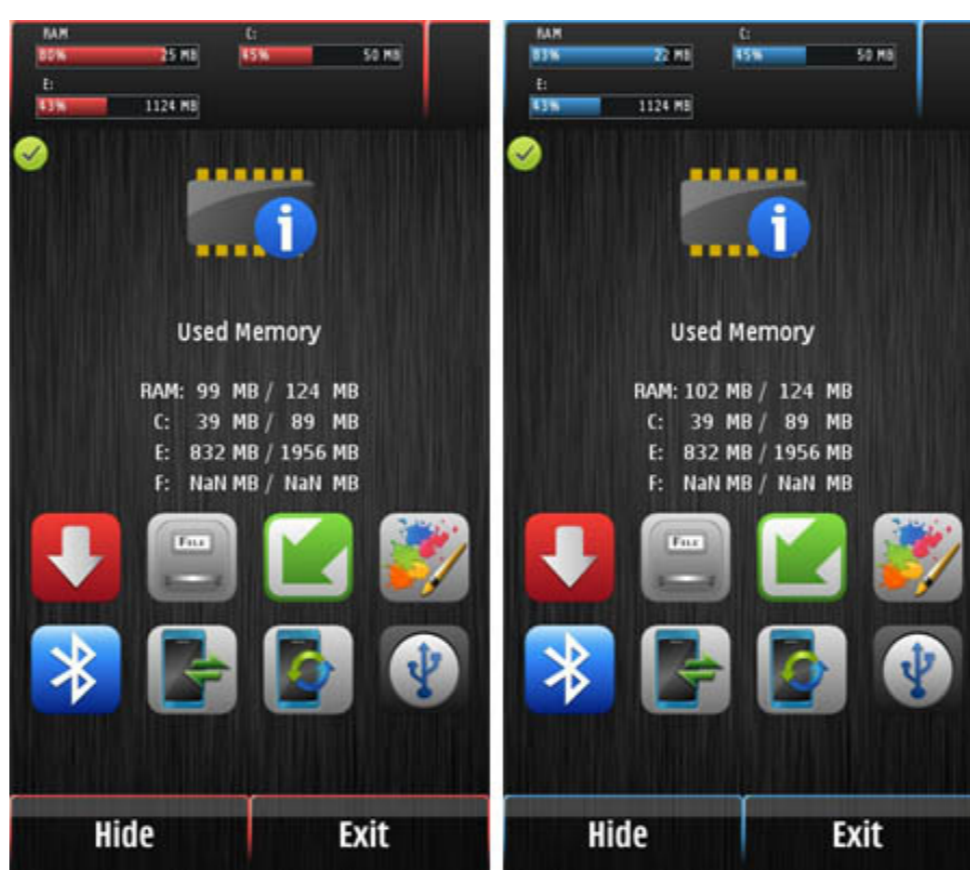 RAM
80% 25 MB
C:
45% 50 MB
E:
43% 1124 MB
Used Memory
RAM: 99 MB / 124 MB
C: 39 MB / 89 MB
E: 832 MB / 1956 MB
F: NaN MB / NaN MB
FILE
Hide Exit
RAM
83% 22 MB
C:
45% 50 MB
E:
43% 1124 MB
Used Memory
RAM: 102 MB / 124 MB
C: 39 MB / 89 MB
E: 832 MB / 1956 MB
F: NaN MB / NaN MB
FILE
Hide Exit